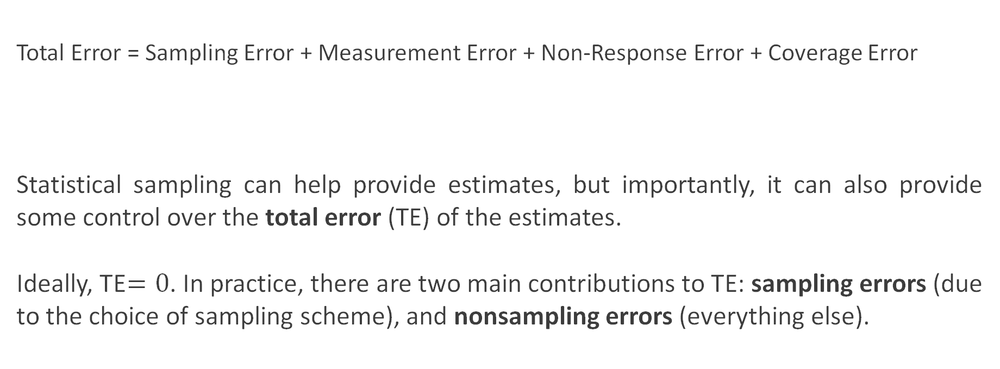 Total Error = Sampling Error + Measurement Error + Non-Response Error + Coverage Error
Statistical sampling can help provide estimates, but importantly, it can also provide
some control over the total error (TE) of the estimates.
Ideally, TE= 0. In practice, there are two main contributions to TE: sampling errors (due
to the choice of sampling scheme), and nonsampling errors (everything else).